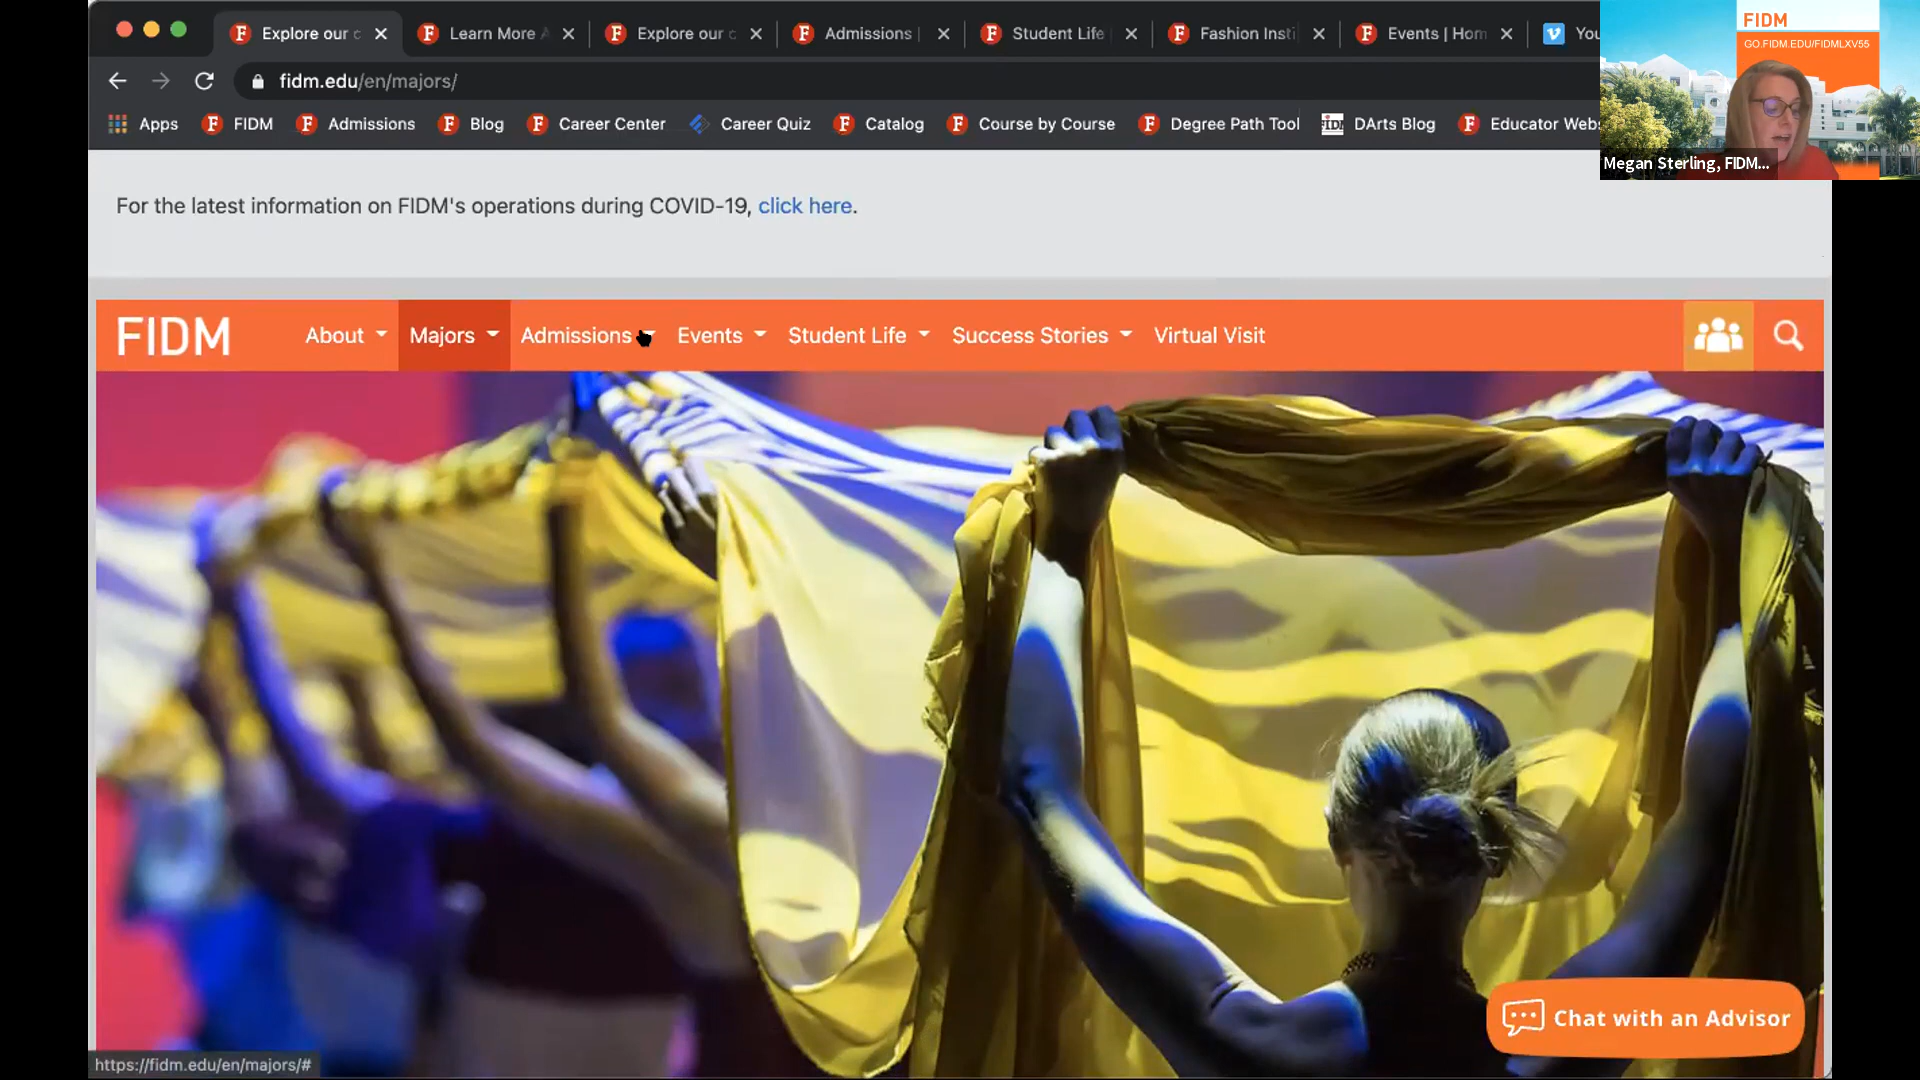 Explore our c
Learn More A
Explore our c
Admissions |
Student Life
Fashion Insti
Events | Hom
You
fidm.edu/en/majors/
Apps
FIDM
Admissions
Blog
Career Center
Career Quiz
Catalog
Course by Course
Degree Path Tool
DArts Blog
Educator Webs
FIDM
GO.FIDM.EDU/FIDMLXV55
Megan Sterling, FIDM...
For the latest information on FIDM's operations during COVID-19, click here.
FIDM
About
Majors
Admissions
Events
Student Life
Success Stories
Virtual Visit
Chat with an Advisor
https://fidm.edu/en/majors/#